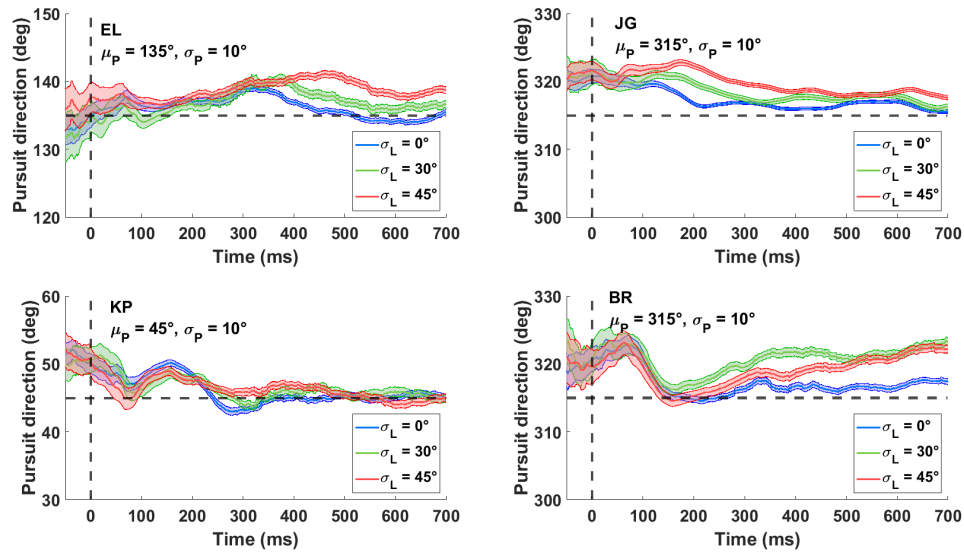 EL
μP = 135°, σP = 10°
Pursuit direction (deg)
150
140
130
120
σL = 0°
σL = 30°
σL = 45°
0 100 200 300 400 500 600 700
Time (ms)
JG
μP = 315°, σP = 10°
Pursuit direction (deg)
330
320
310
300
σL = 0°
σL = 30°
σL = 45°
0 100 200 300 400 500 600 700
Time (ms)
KP
μP = 45°, σP = 10°
Pursuit direction (deg)
60
50
40
30
σL = 0°
σL = 30°
σL = 45°
0 100 200 300 400 500 600 700
Time (ms)
BR
μP = 315°, σP = 10°
Pursuit direction (deg)
330
320
310
300
σL = 0°
σL = 30°
σL = 45°
0 100 200 300 400 500 600 700
Time (ms)